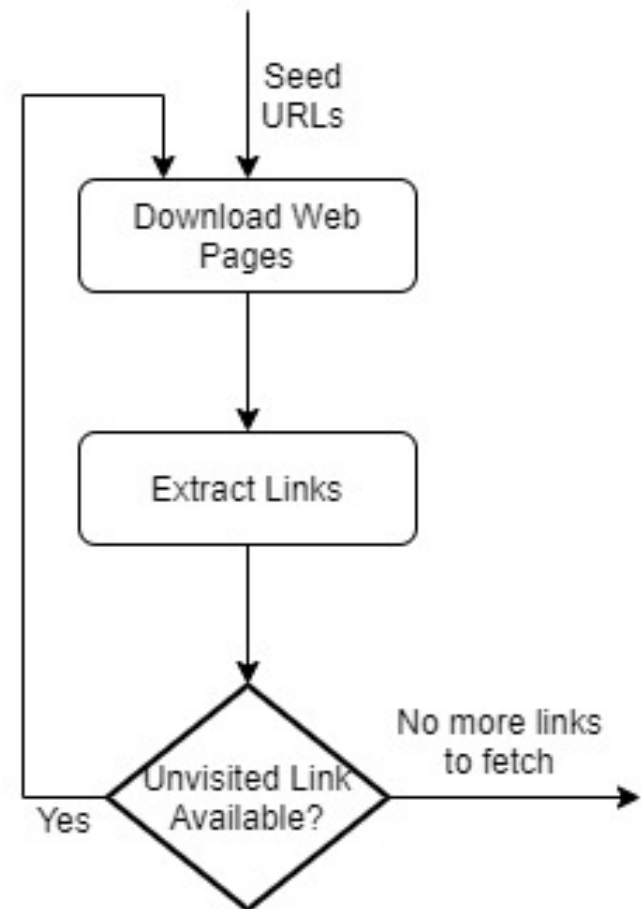 Seed
URLs
Download Web
Pages
Extract Links
Unvisited Link
Available?
No more links
to fetch
Yes